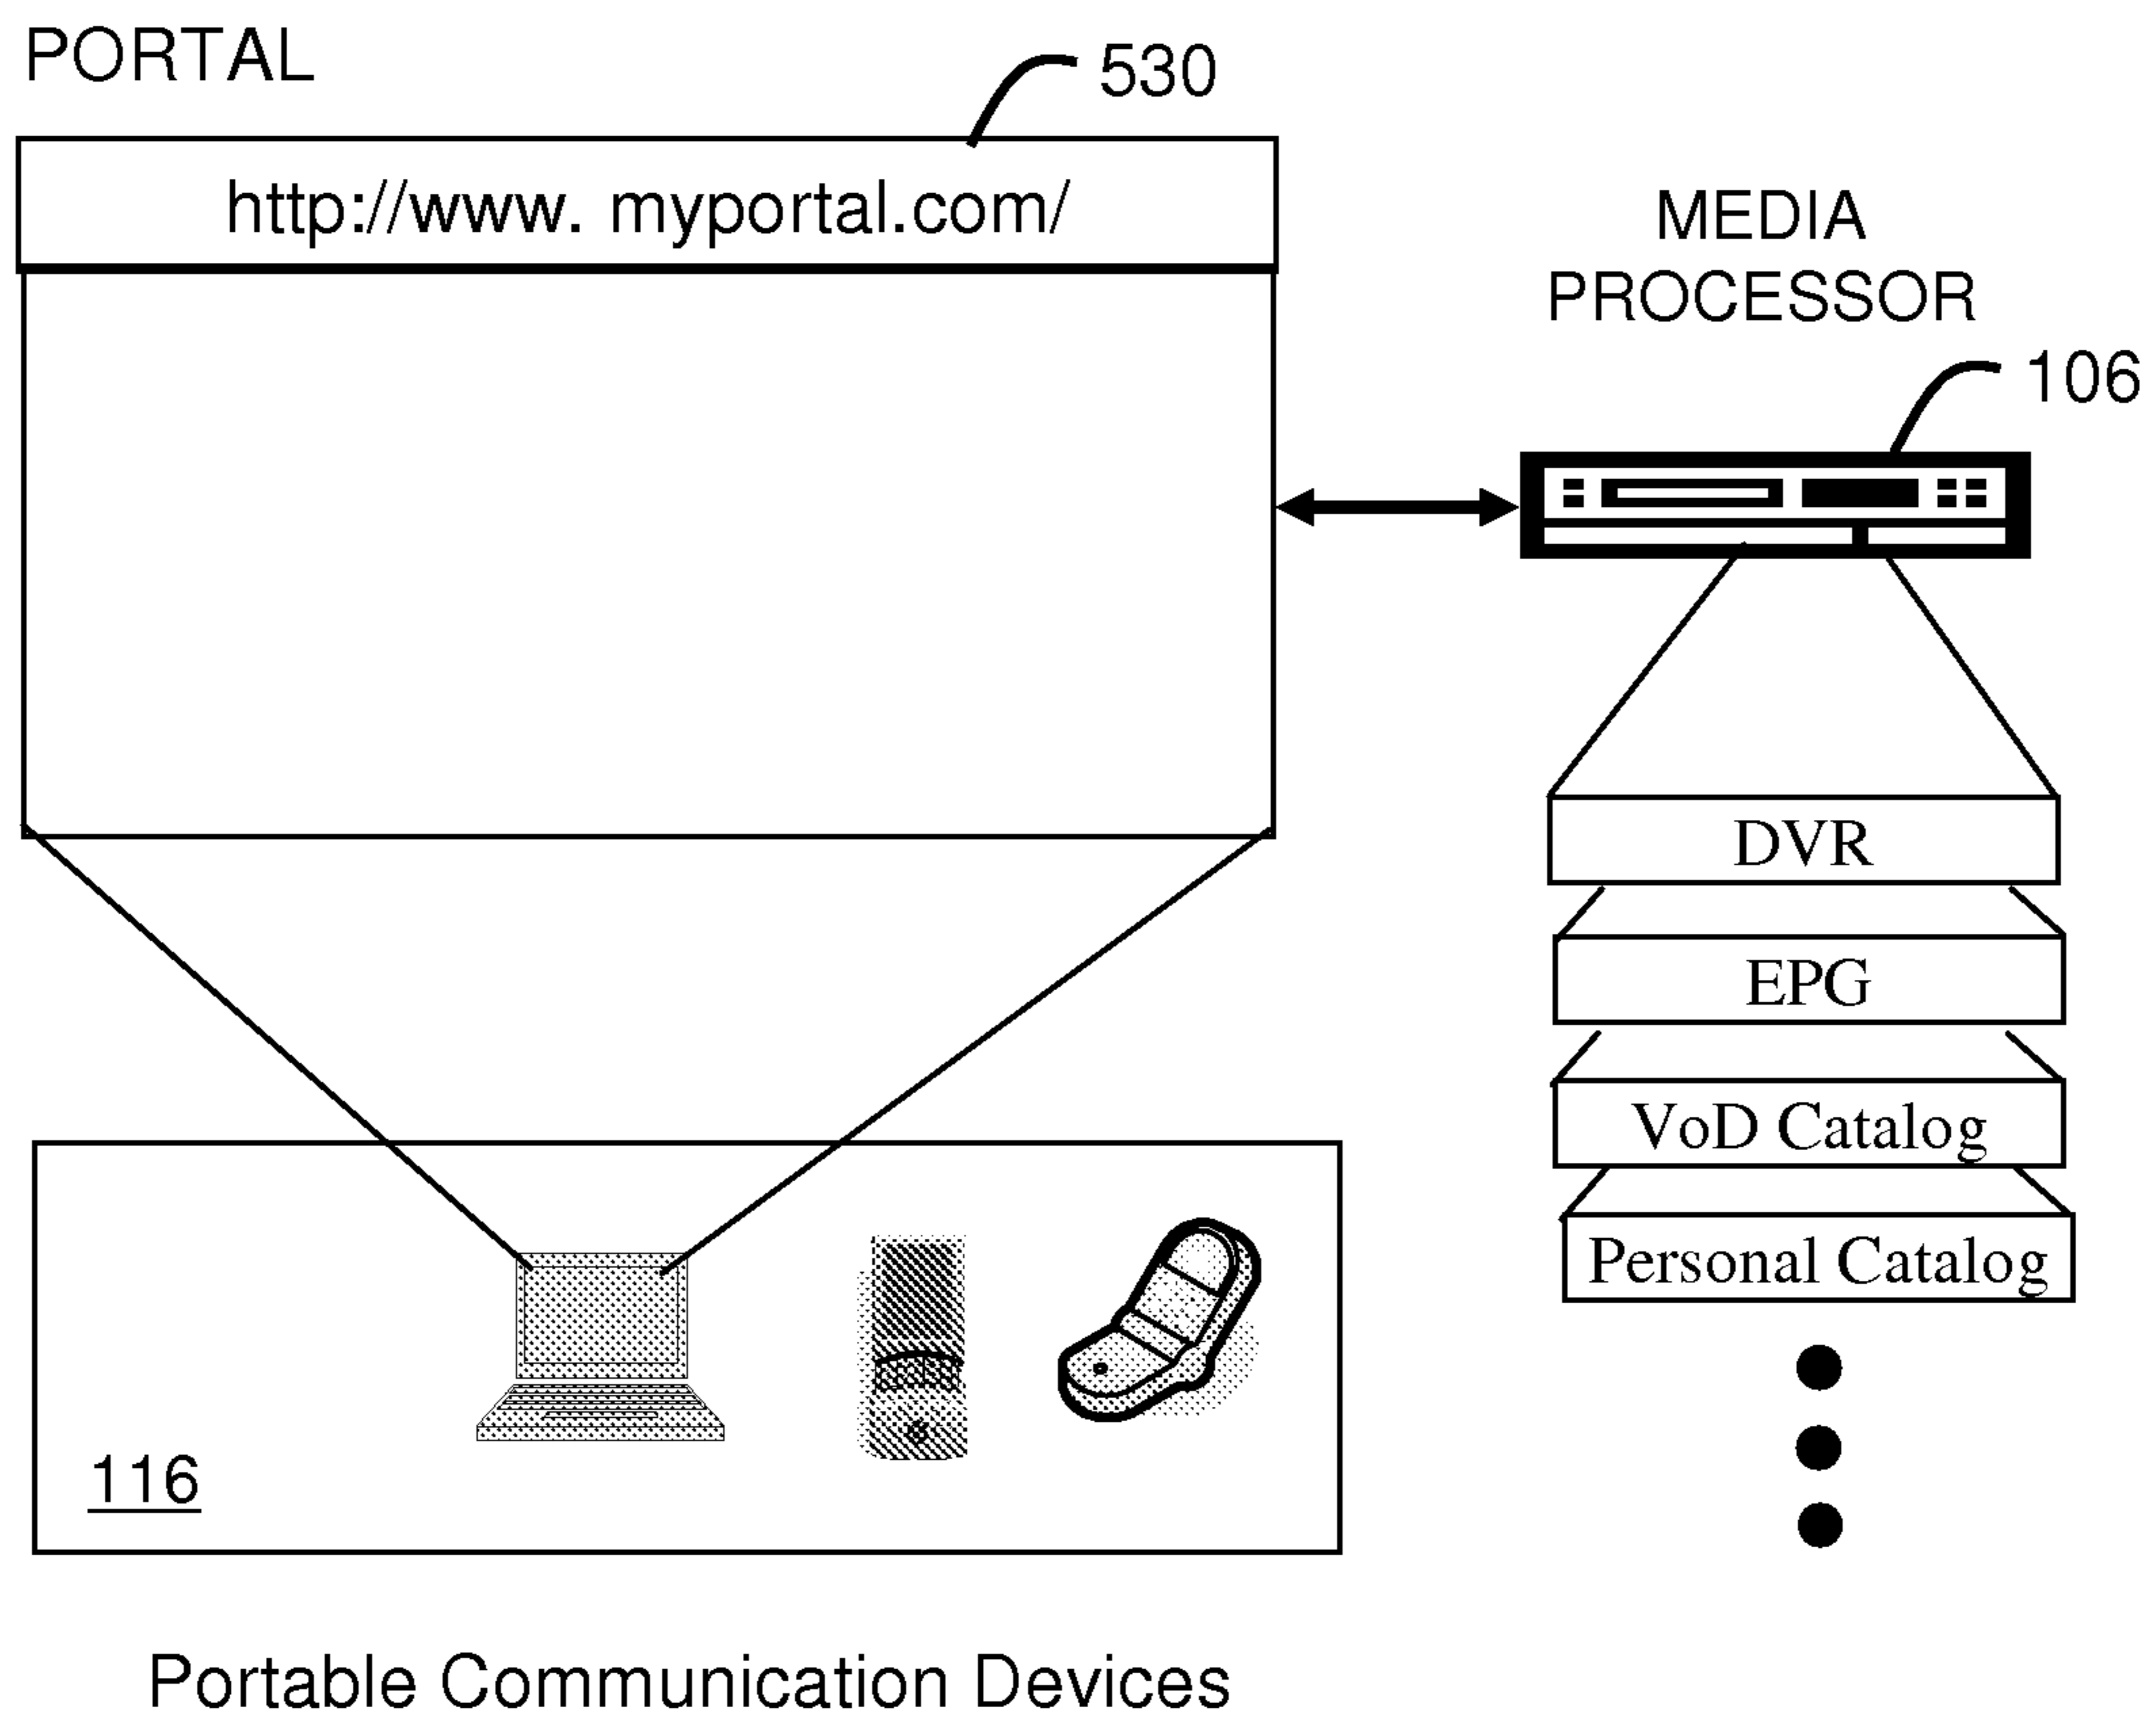 PORTAL
530
http://www. myportal.com/
MEDIA
PROCESSOR
106
DVR
EPG
VoD Catalog
Personal Catalog
116
Portable Communication Devices